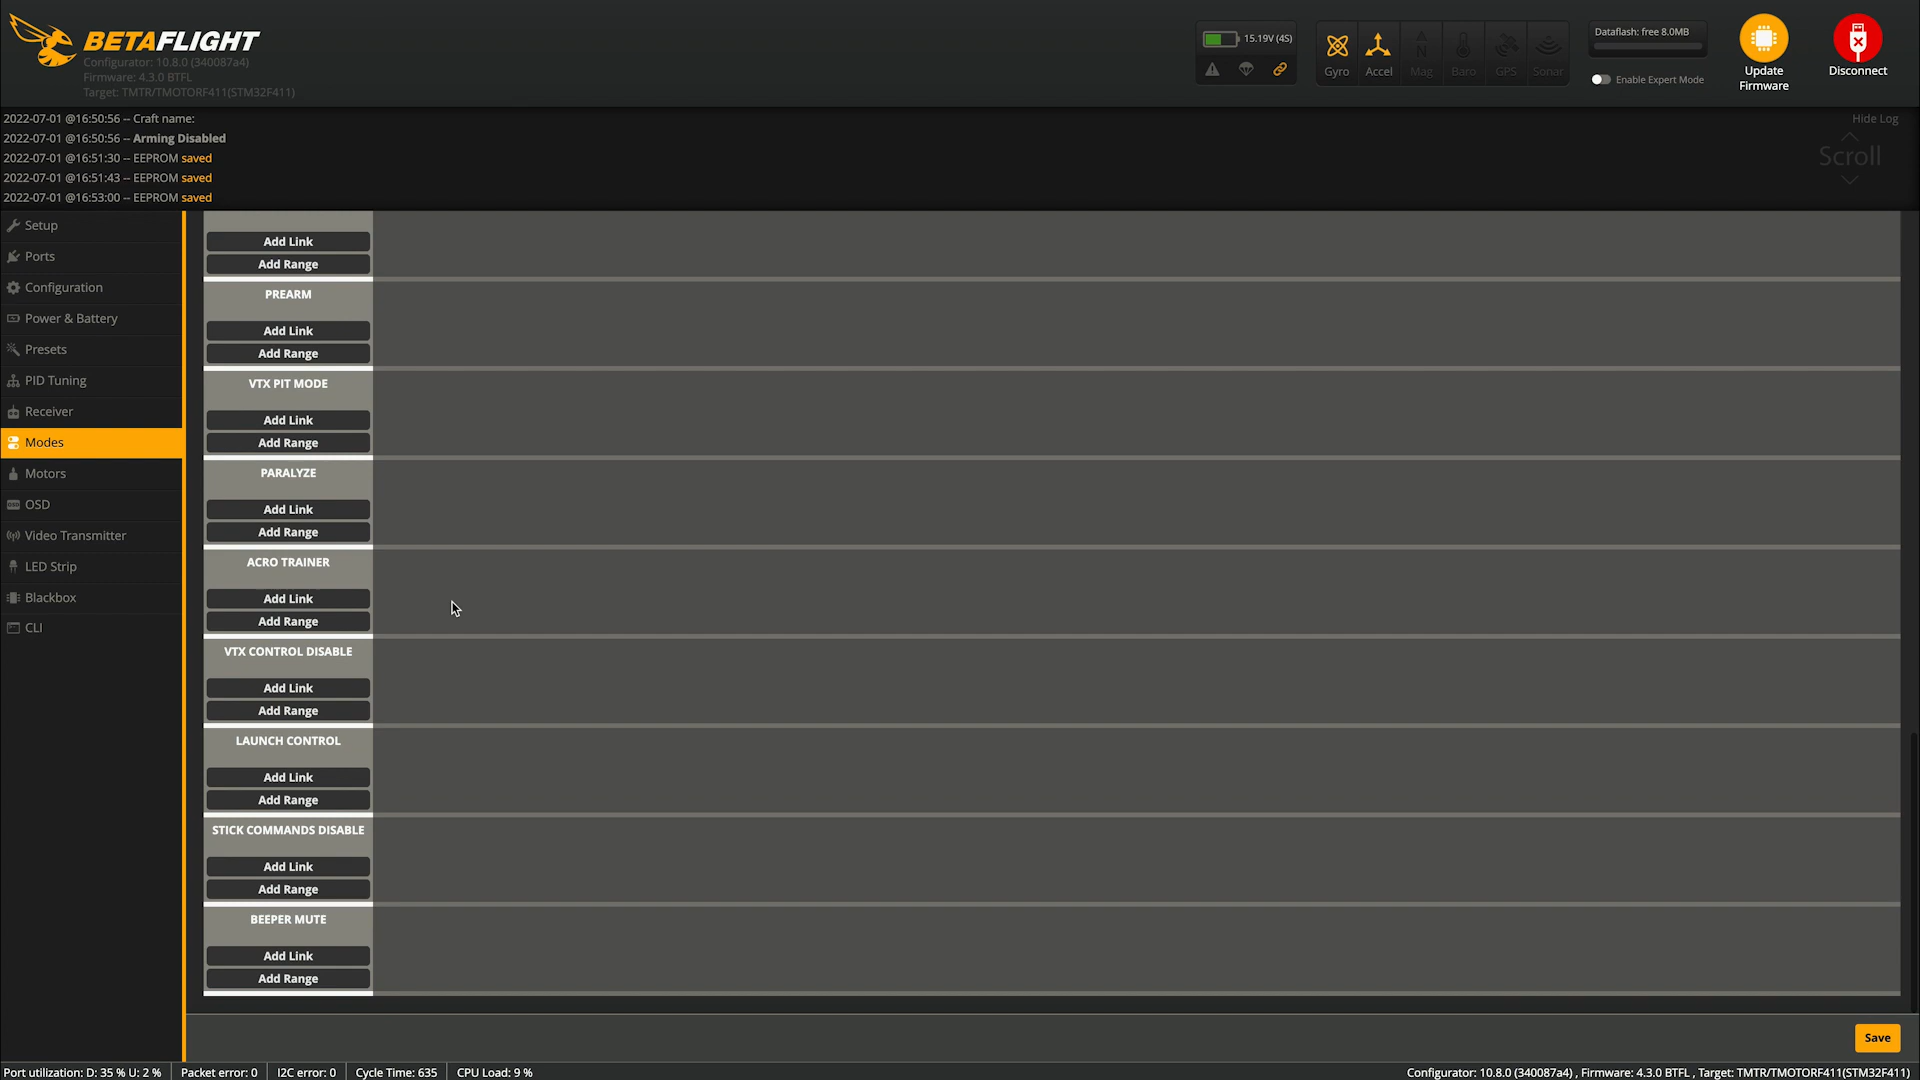 BETAFLIGHT
Configurator: 10.8.0 (340087a4)
Firmware: 4.3.0 BTFL
Target: TMTR/TMOTORF411(STM32F411)
15.19V (4S)
Gyro
Accel
Mag
Baro
GPS
Sonar
Dataflash: free 8.0MB
Enable Expert Mode
Update
Firmware
Disconnect
2022-07-01 @16:50:56 -- Craft name:
2022-07-01 @16:50:56 -- Arming Disabled
2022-07-01 @16:51:30 -- EEPROM saved
2022-07-01 @16:51:43 -- EEPROM saved
2022-07-01 @16:53:00 -- EEPROM saved
Hide Log
Scroll
Setup
Ports
Configuration
Power & Battery
Presets
PID Tuning
Receiver
Modes
Motors
OSD
Video Transmitter
LED Strip
Blackbox
CLI
Add Link
Add Range
PREARM
Add Link
Add Range
VTX PIT MODE
Add Link
Add Range
PARALYZE
Add Link
Add Range
ACRO TRAINER
Add Link
Add Range
VTX CONTROL DISABLE
Add Link
Add Range
LAUNCH CONTROL
Add Link
Add Range
STICK COMMANDS DISABLE
Add Link
Add Range
BEEPER MUTE
Add Link
Add Range
Save
Port utilization: D: 35 % U: 2 %
Packet error: 0
I2C error: 0
Cycle Time: 635
CPU Load: 9 %
Configurator: 10.8.0 (340087a4) , Firmware: 4.3.0 BTFL , Target: TMTR/TMOTORF411(STM32F411)